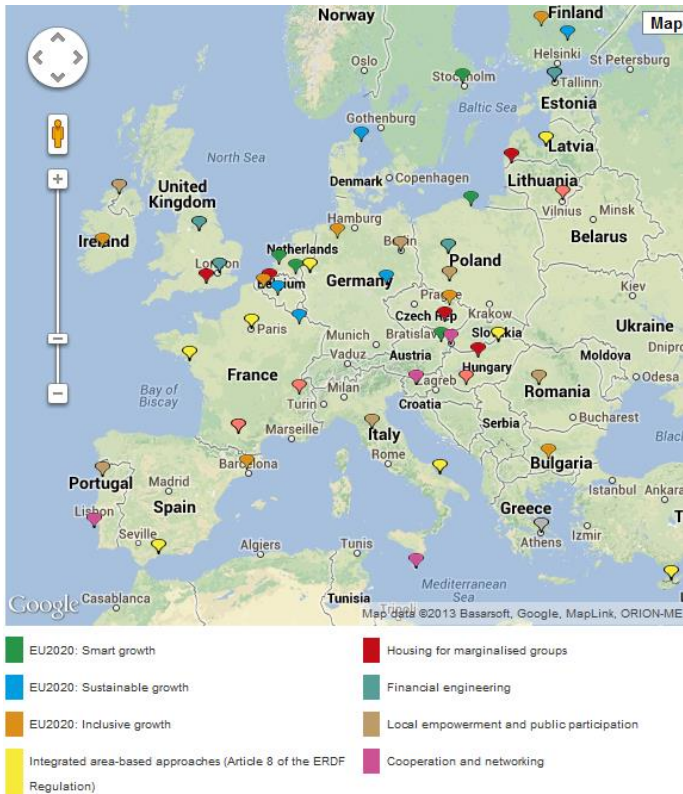 Norway
Finland
Map
Oslo
Helsinki
St Petersburg
Stockholm
Tallinn
Estonia
Baltic Sea
Gothenburg
North Sea
Latvia
United
Kingdom
Denmark
Copenhagen
Lithuania
Vilnius
Minsk
Hamburg
Ireland
Berlin
Belarus
Netherlands
London
Poland
Germany
Belgium
Prague
Kiev
Czech Rep
Krakow
Paris
Bratislava
Slovakia
Ukraine
Munich
Vaduz
Austria
Hungary
Moldova
Dnipro
France
Zagreb
Odesa
Bay of
Biscay
Milan
Turin
Croatia
Romania
Bucharest
Marseille
Serbia
Italy
Barcelona
Rome
Bulgaria
Portugal
Madrid
Istanbul
Ankara
Spain
Lisbon
Greece
Seville
Athens
Izmir
Algiers
Tunis
Casablanca
Tunisia
Mediterranean
Sea
Google
Tripoli
Map data ©2013 Basarsoft, Google, MapLink, ORION-ME
EU2020: Smart growth
Housing for marginalised groups
EU2020: Sustainable growth
Financial engineering
EU2020: Inclusive growth
Local empowerment and public participation
Integrated area-based approaches (Article 8 of the ERDF
Regulation)
Cooperation and networking